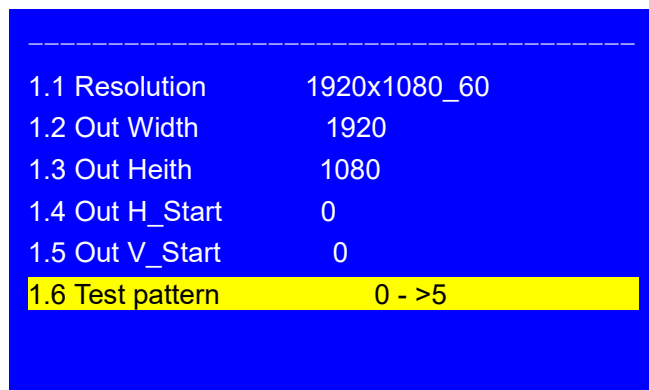 1.1 Resolution 1920x1080_60
1.2 Out Width 1920
1.3 Out Heith 1080
1.4 Out H_Start 0
1.5 Out V_Start 0
1.6 Test pattern 0 - >5